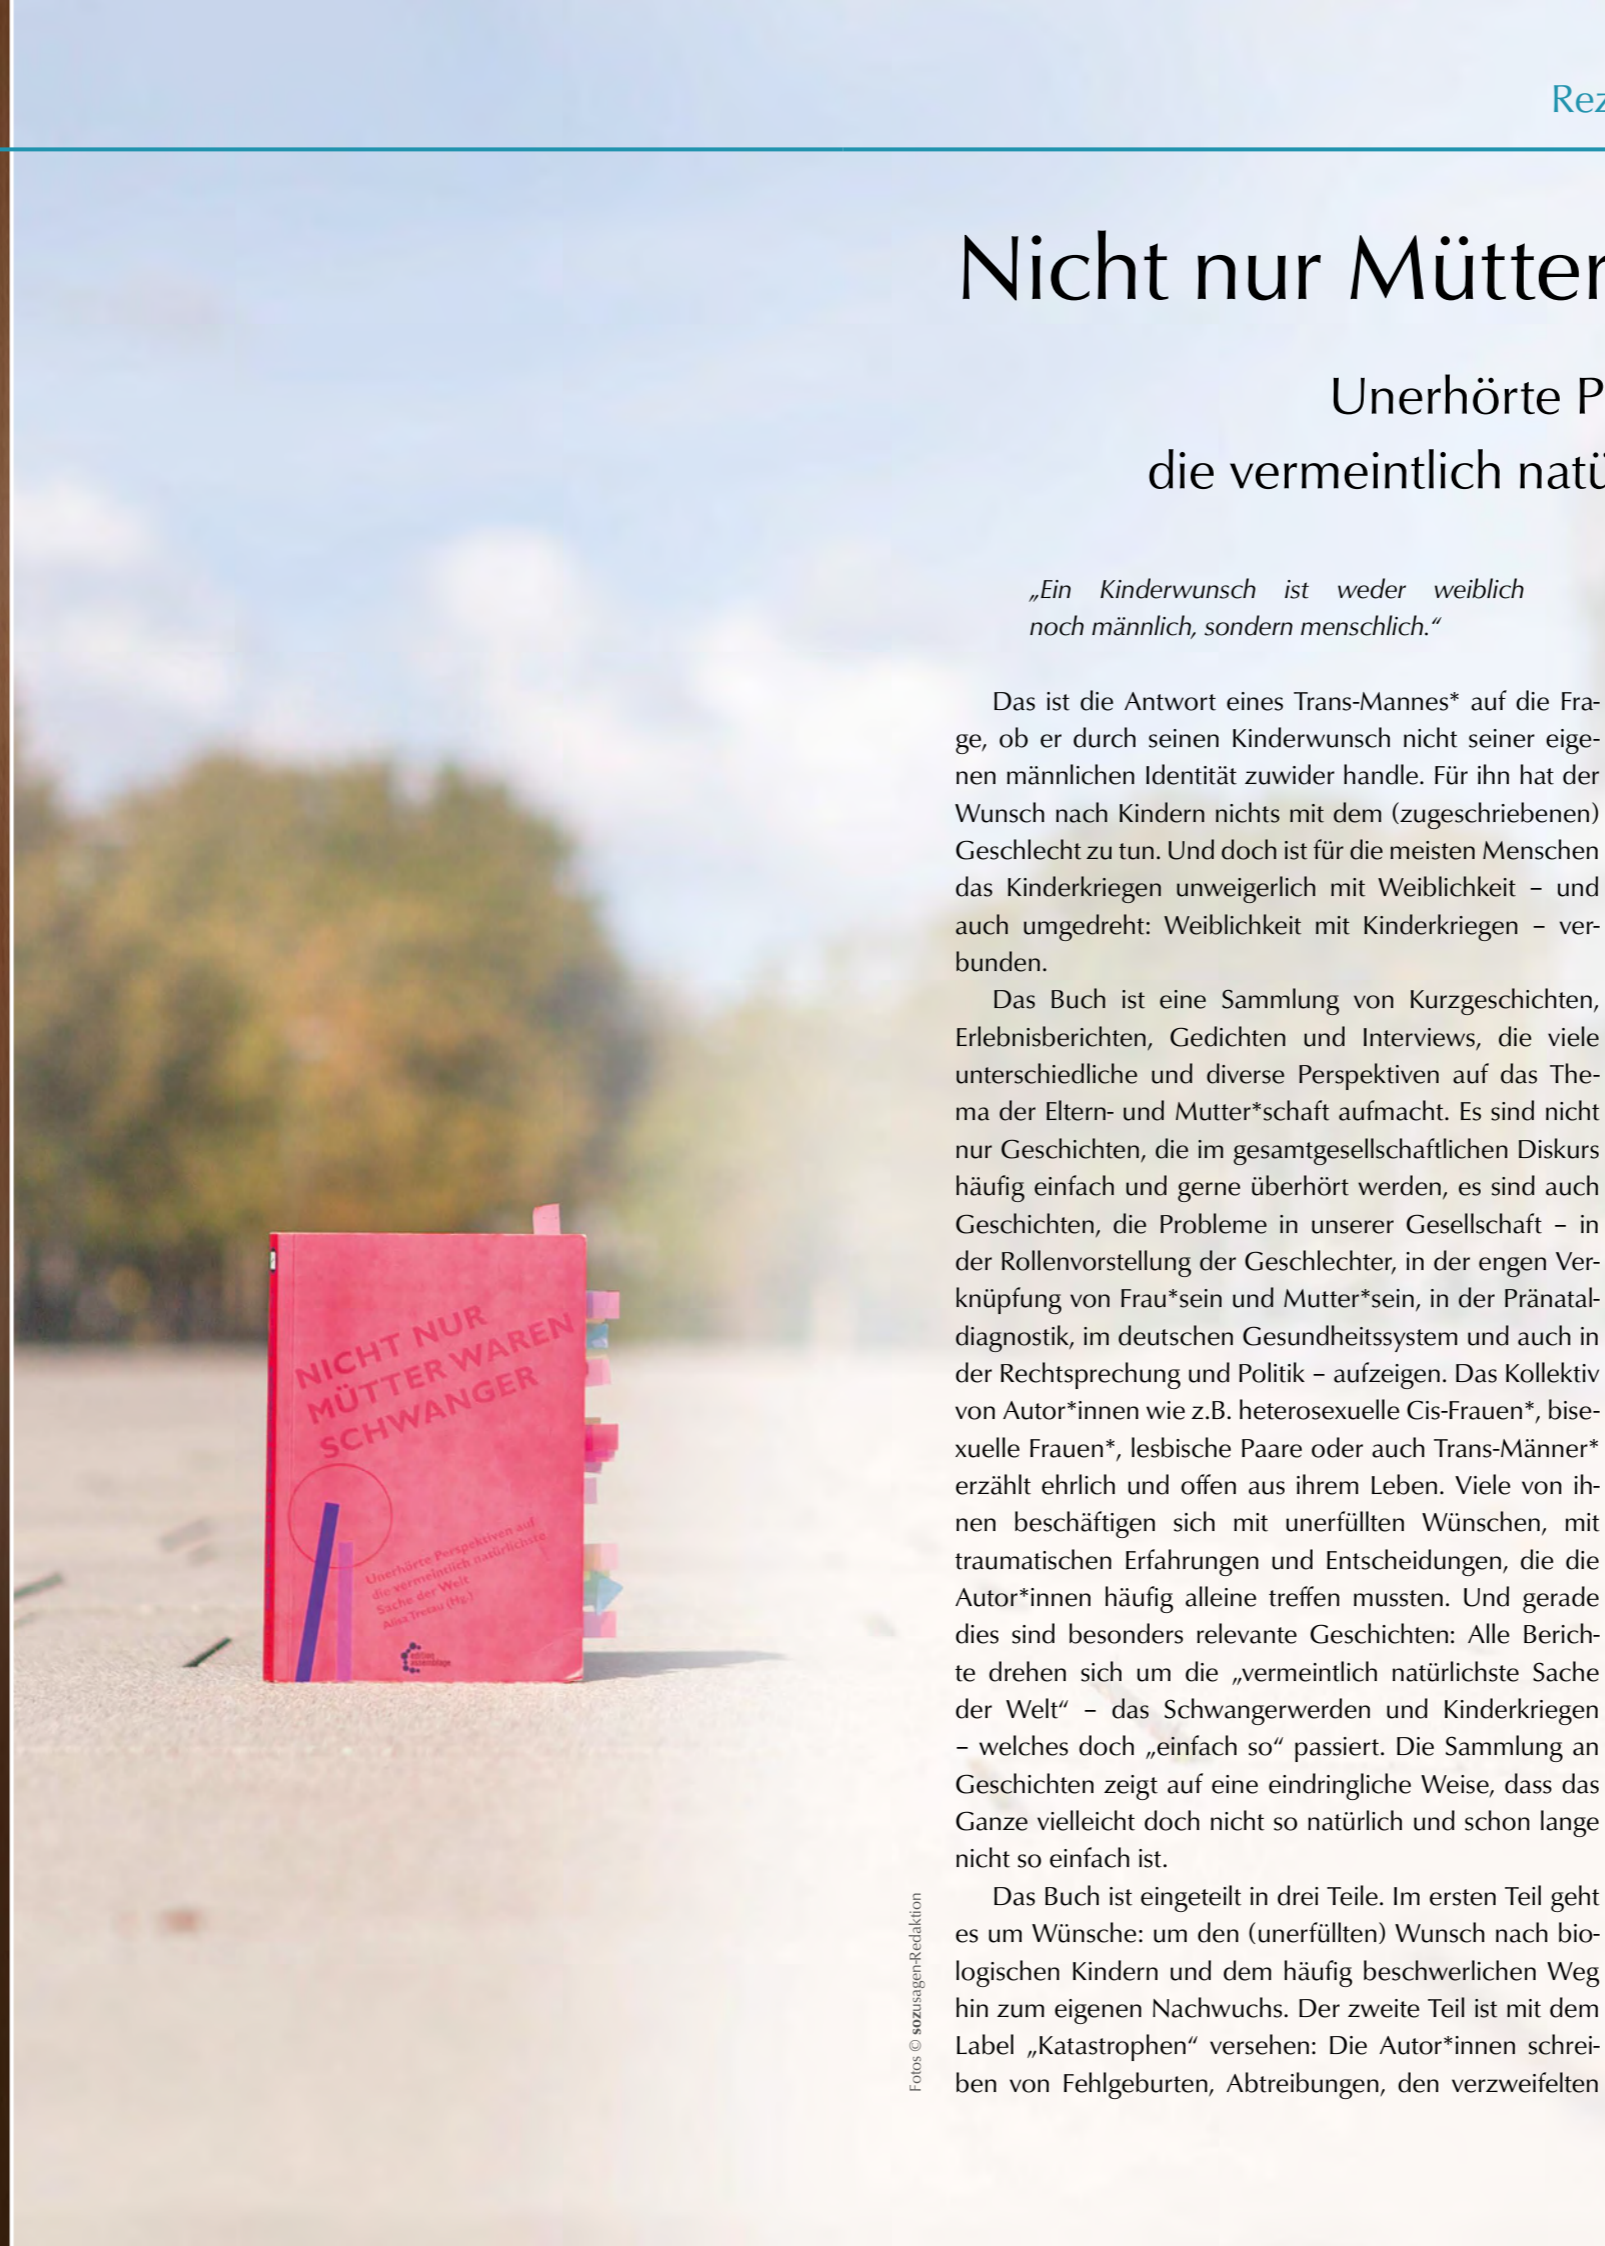 Rez
Nicht nur Mütter
Unerhörte P
die vermeintlich natü
„Ein Kinderwunsch ist weder weiblich
noch männlich, sondern menschlich.“
Das ist die Antwort eines Trans-Mannes* auf die Fra-
ge, ob er durch seinen Kinderwunsch nicht seiner eige-
nen männlichen Identität zuwider handle. Für ihn hat der
Wunsch nach Kindern nichts mit dem (zugeschriebenen)
Geschlecht zu tun. Und doch ist für die meisten Menschen
das Kinderkriegen unweigerlich mit Weiblichkeit – und
auch umgedreht: Weiblichkeit mit Kinderkriegen – ver-
bunden.
Das Buch ist eine Sammlung von Kurzgeschichten,
Erlebnisberichten, Gedichten und Interviews, die viele
unterschiedliche und diverse Perspektiven auf das The-
ma der Eltern- und Mutter*schaft aufmacht. Es sind nicht
nur Geschichten, die im gesamtgesellschaftlichen Diskurs
häufig einfach und gerne überhört werden, es sind auch
Geschichten, die Probleme in unserer Gesellschaft – in
der Rollenvorstellung der Geschlechter, in der engen Ver-
knüpfung von Frau*sein und Mutter*sein, in der Pränatal-
diagnostik, im deutschen Gesundheitssystem und auch in
der Rechtsprechung und Politik – aufzeigen. Das Kollektiv
von Autor*innen wie z.B. heterosexuelle Cis-Frauen*, bise-
xuelle Frauen*, lesbische Paare oder auch Trans-Männer*
erzählt ehrlich und offen aus ihrem Leben. Viele von ih-
nen beschäftigen sich mit unerfüllten Wünschen, mit
traumatischen Erfahrungen und Entscheidungen, die die
Autor*innen häufig alleine treffen mussten. Und gerade
dies sind besonders relevante Geschichten: Alle Berich-
te drehen sich um die „vermeintlich natürlichste Sache
der Welt“ – das Schwangerwerden und Kinderkriegen
– welches doch „einfach so“ passiert. Die Sammlung an
Geschichten zeigt auf eine eindringliche Weise, dass das
Ganze vielleicht doch nicht so natürlich und schon lange
nicht so einfach ist.
Das Buch ist eingeteilt in drei Teile. Im ersten Teil geht
es um Wünsche: um den (unerfüllten) Wunsch nach bio-
logischen Kindern und dem häufig beschwerlichen Weg
hin zum eigenen Nachwuchs. Der zweite Teil ist mit dem
Label „Katastrophen“ versehen: Die Autor*innen schrei-
ben von Fehlgeburten, Abtreibungen, den verzweifelten
Fotos © sozusagen-Redaktion
NICHT NUR
MÜTTER WAREN
SCHWANGER
Unerhörte Perspektiven auf
die vermeintlich natürlichste
Sache der Welt
Alisa Tretau (Hg.)
edition
assemblage